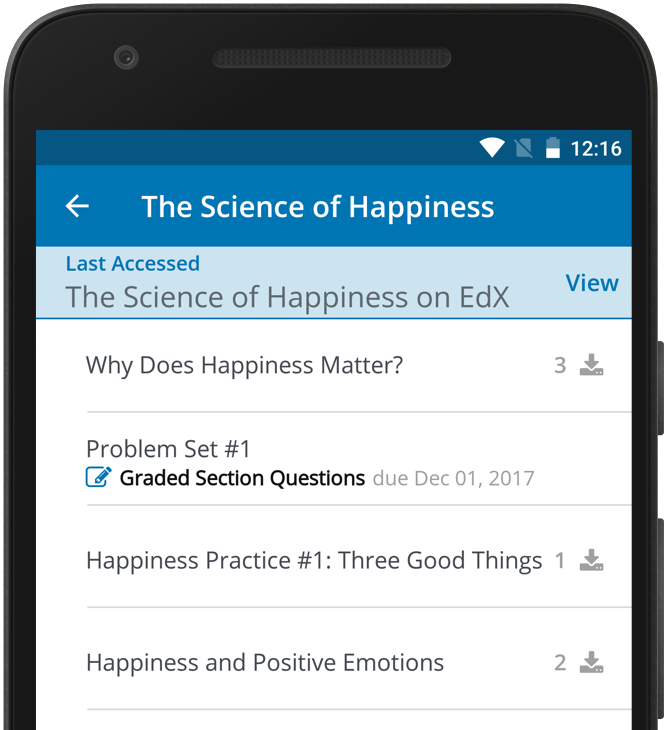 12:16
The Science of Happiness
Last Accessed
The Science of Happiness on EdX
View
Why Does Happiness Matter? 3
Problem Set #1
Graded Section Questions due Dec 01, 2017
Happiness Practice #1: Three Good Things 1
Happiness and Positive Emotions 2